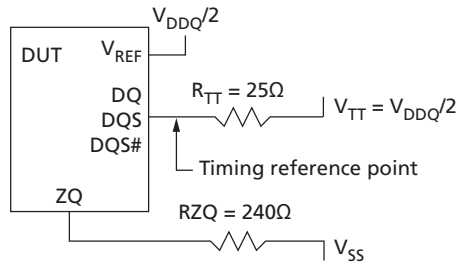 V_DDQ/2
DUT
V_REF
DQ
DQS
DQS#
R_TT = 25Ω
V_TT = V_DDQ/2
Timing reference point
ZQ
RZQ = 240Ω
V_SS